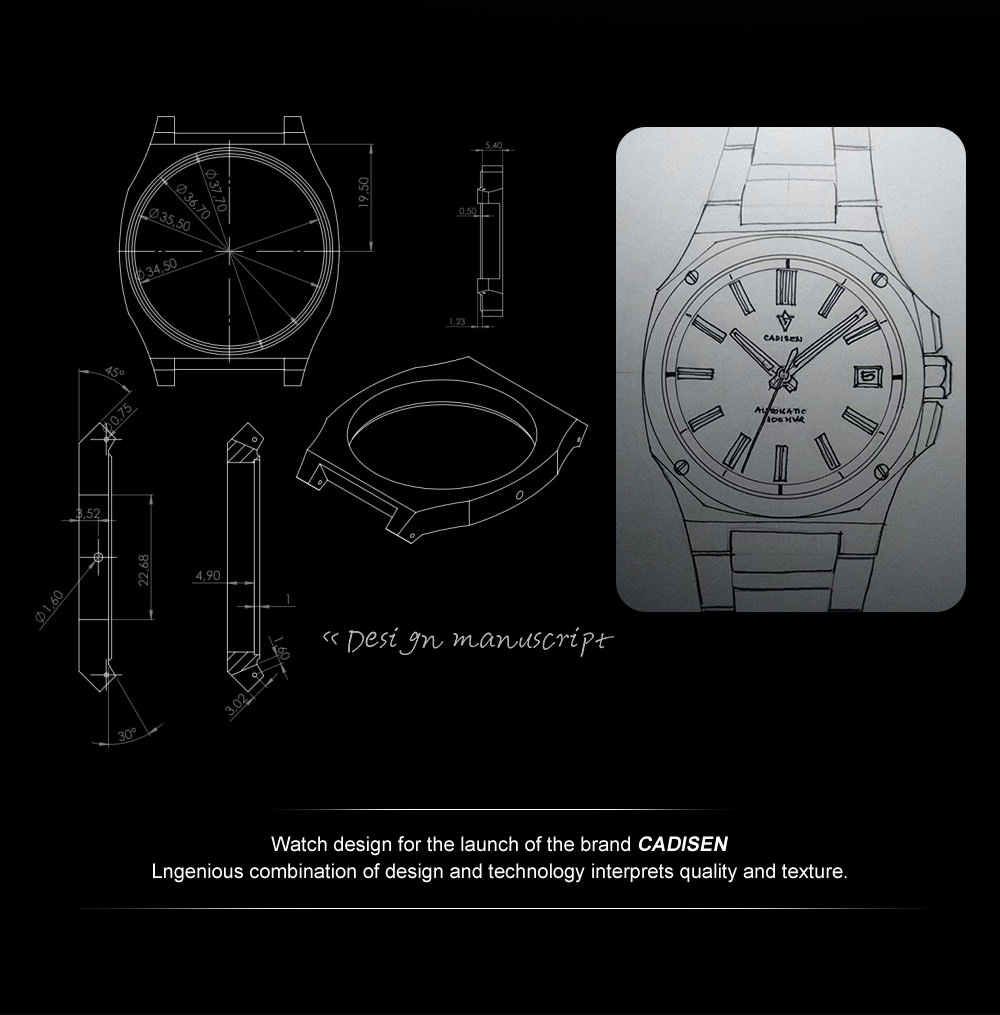 5,40
Ø37,70
Ø36,70
Ø35,50
Ø34,50
19,50
0,50
1,23
45°
0,75
3,52
22,68
Ø1,60
30°
4,90
1
1,60
3,02
CADISEN
6
AUTOMATIC
« Design manuscript
Watch design for the launch of the brand CADISEN
Lngenious combination of design and technology interprets quality and texture.